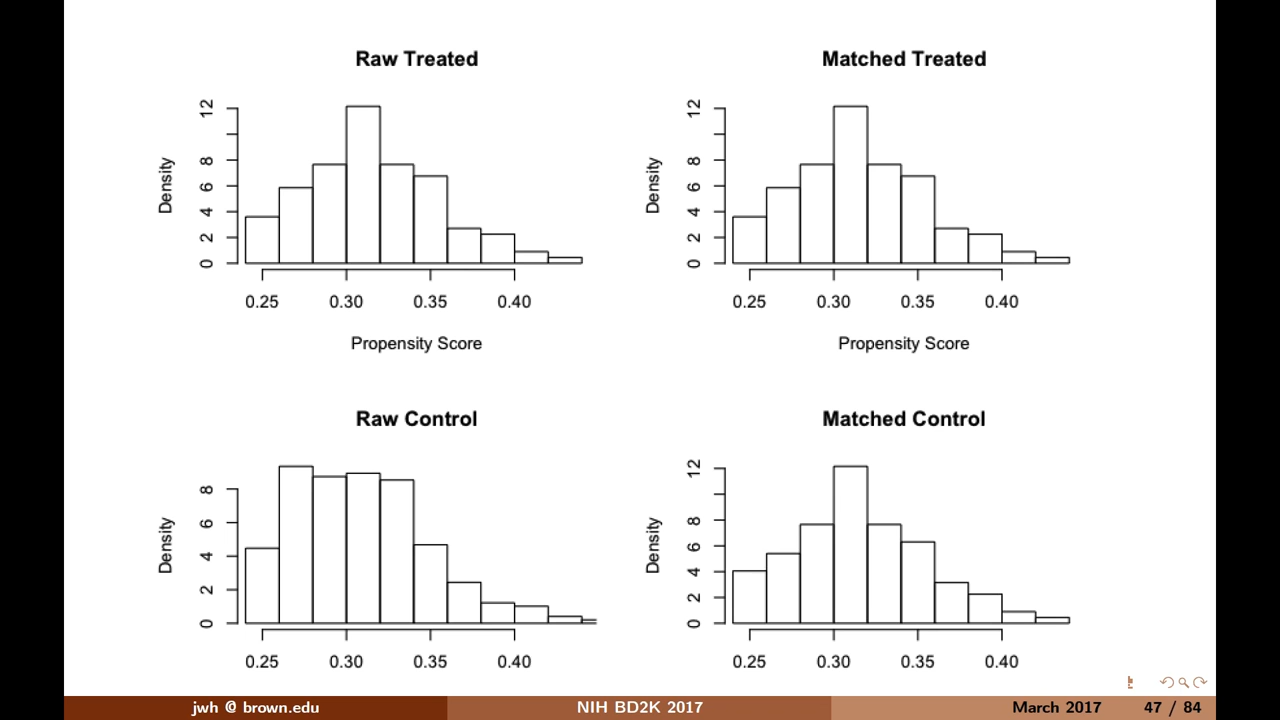 Raw Treated
Density
0 2 4 6 8 12
0.25 0.30 0.35 0.40
Propensity Score
Matched Treated
Density
0 2 4 6 8 12
0.25 0.30 0.35 0.40
Propensity Score
Raw Control
Density
0 2 4 6 8
0.25 0.30 0.35 0.40
Matched Control
Density
0 2 4 6 8 12
0.25 0.30 0.35 0.40
jwh @ brown.edu NIH BD2K 2017 March 2017 47 / 84